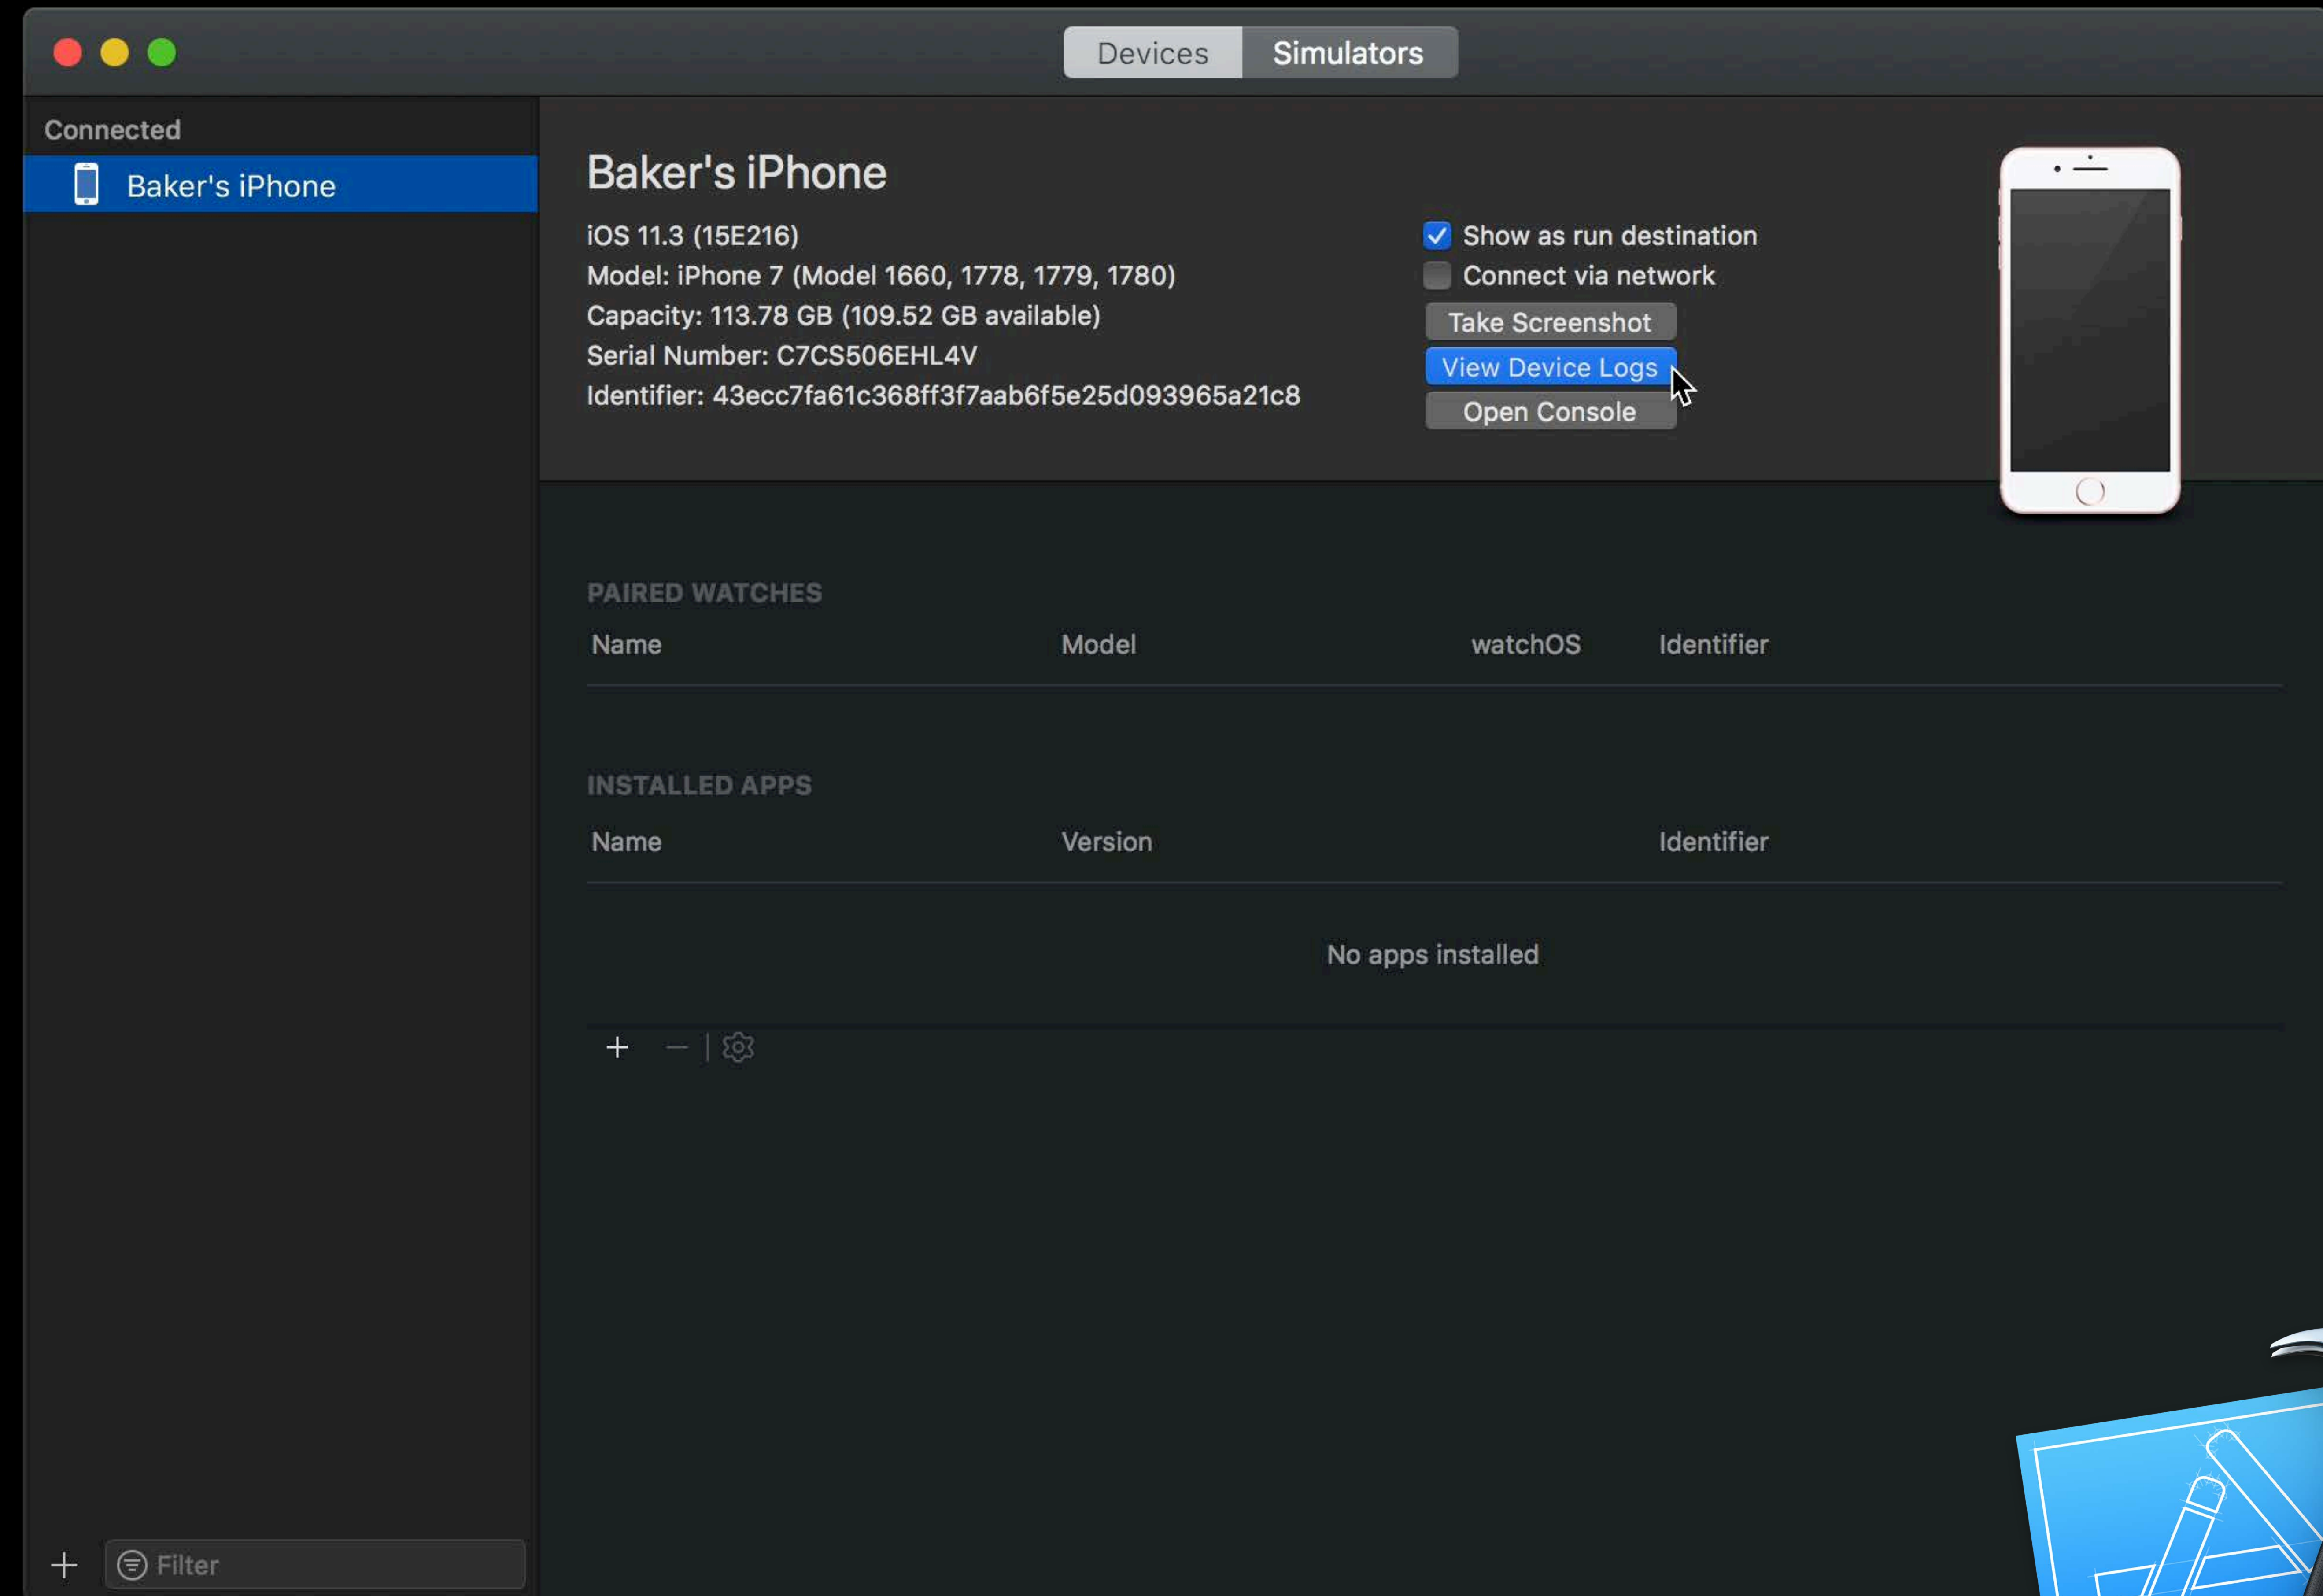 Devices Simulators
Connected
Baker's iPhone
Baker's iPhone
iOS 11.3 (15E216)
Model: iPhone 7 (Model 1660, 1778, 1779, 1780)
Capacity: 113.78 GB (109.52 GB available)
Serial Number: C7CS506EHL4V
Identifier: 43ecc7fa61c368ff3f7aab6f5e25d093965a21c8
Show as run destination
Connect via network
Take Screenshot
View Device Logs
Open Console
PAIRED WATCHES
Name Model watchOS Identifier
INSTALLED APPS
Name Version Identifier
No apps installed
Filter